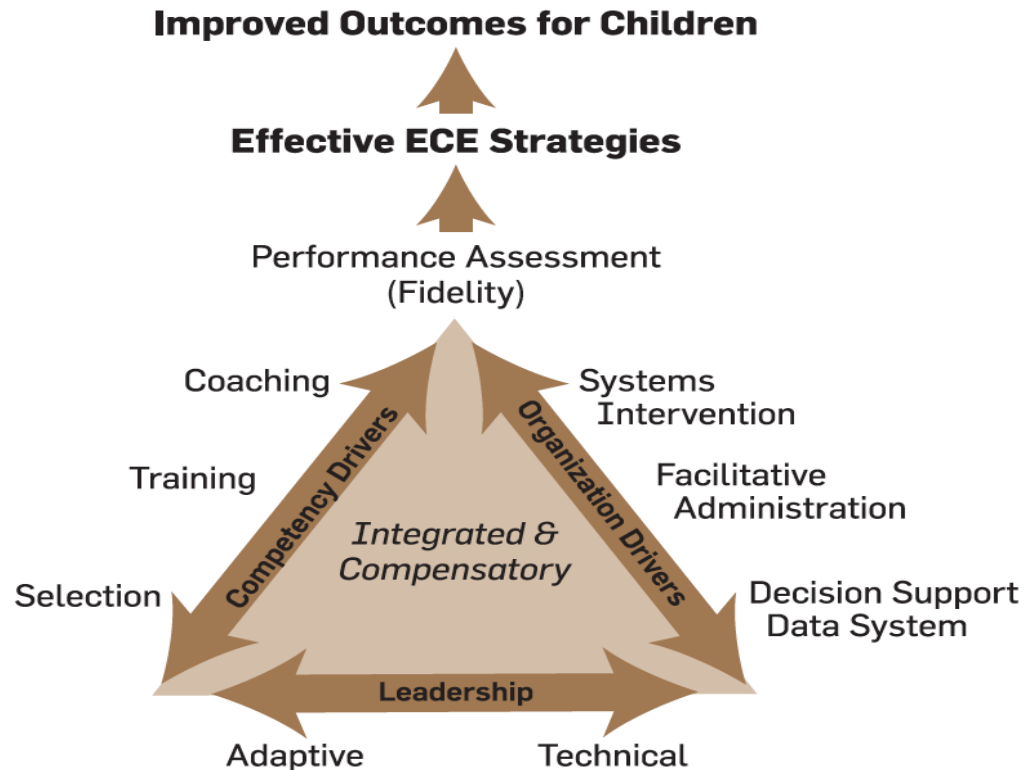 Improved Outcomes for Children
Effective ECE Strategies
Performance Assessment
(Fidelity)
Coaching
Training
Selection
Competency Drivers
Integrated &
Compensatory
Organization Drivers
Systems
Intervention
Facilitative
Administration
Decision Support
Data System
Leadership
Adaptive
Technical